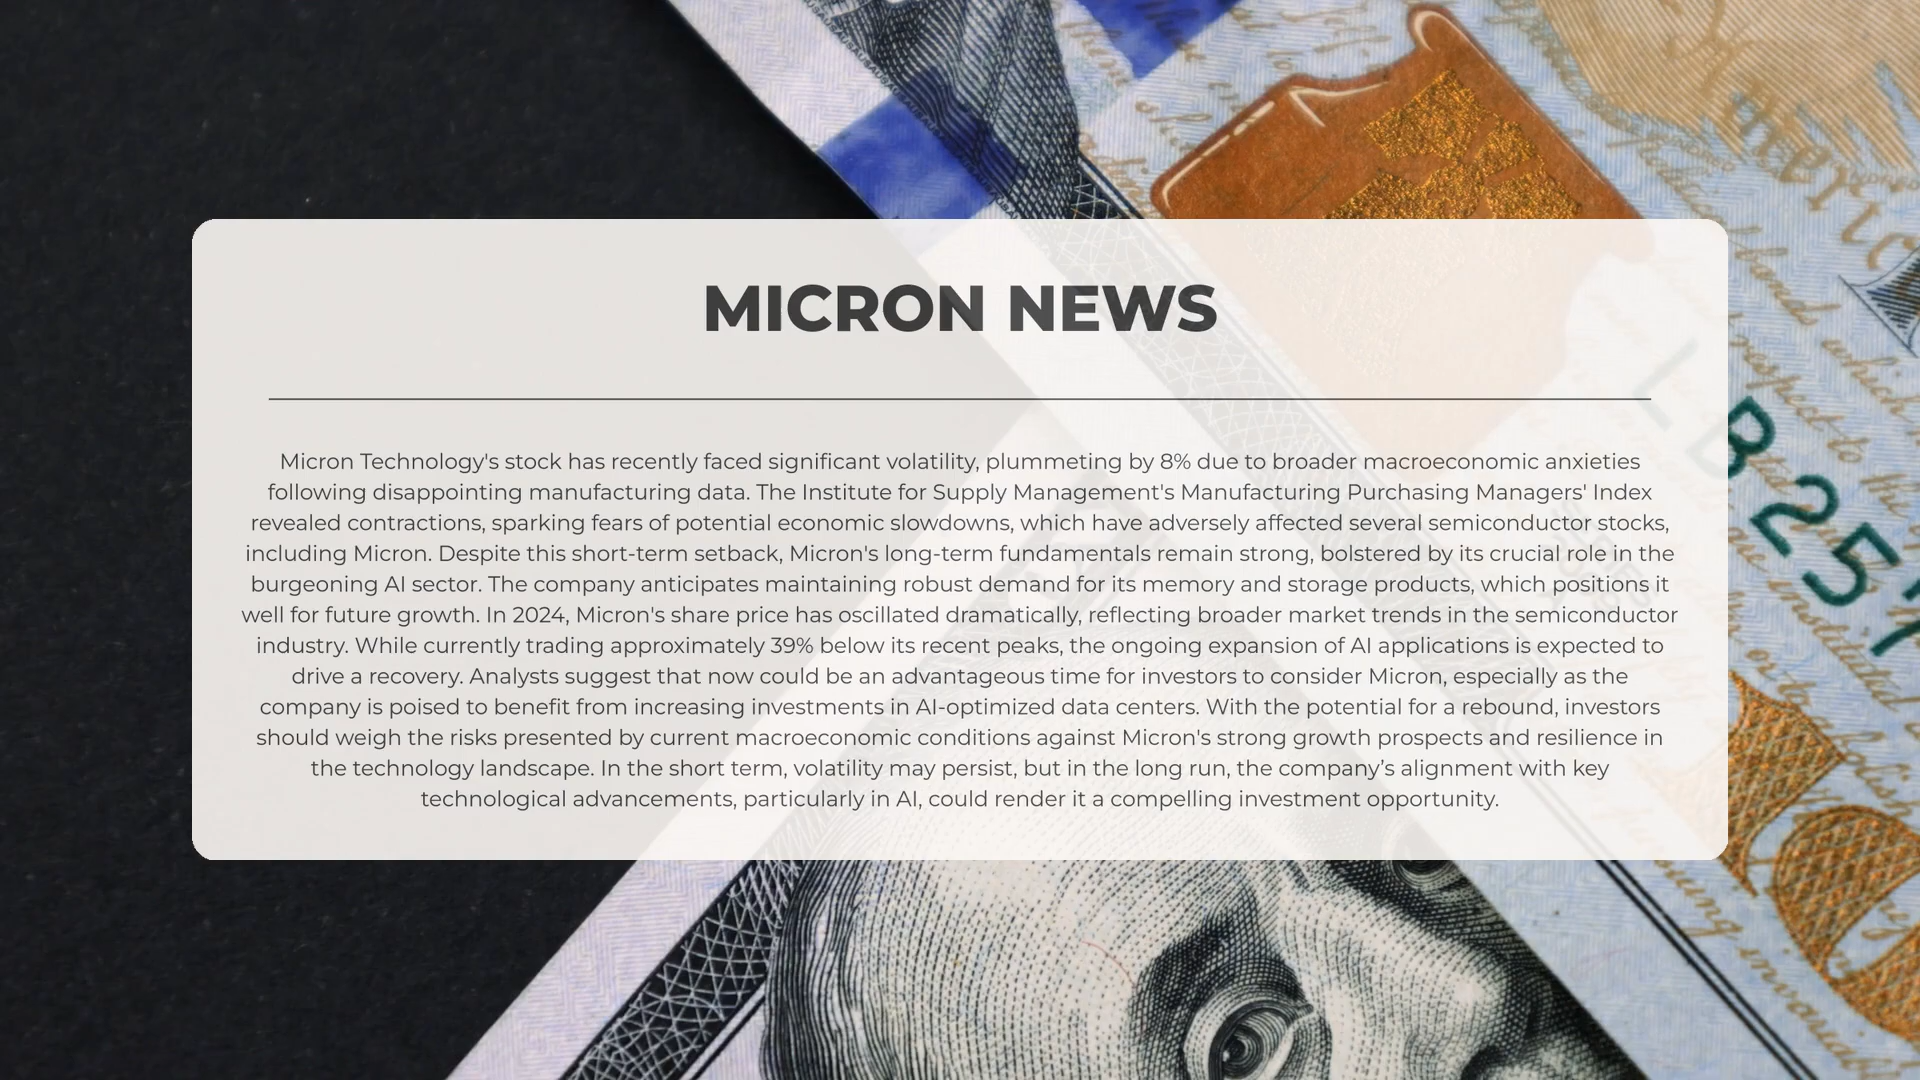 MICRON NEWS
Micron Technology's stock has recently faced significant volatility, plummeting by 8% due to broader macroeconomic anxieties
following disappointing manufacturing data. The Institute for Supply Management's Manufacturing Purchasing Managers' Index
revealed contractions, sparking fears of potential economic slowdowns, which have adversely affected several semiconductor stocks,
including Micron. Despite this short-term setback, Micron's long-term fundamentals remain strong, bolstered by its crucial role in the
burgeoning AI sector. The company anticipates maintaining robust demand for its memory and storage products, which positions it
well for future growth. In 2024, Micron's share price has oscillated dramatically, reflecting broader market trends in the semiconductor
industry. While currently trading approximately 39% below its recent peaks, the ongoing expansion of AI applications is expected to
drive a recovery. Analysts suggest that now could be an advantageous time for investors to consider Micron, especially as the
company is poised to benefit from increasing investments in AI-optimized data centers. With the potential for a rebound, investors
should weigh the risks presented by current macroeconomic conditions against Micron's strong growth prospects and resilience in
the technology landscape. In the short term, volatility may persist, but in the long run, the company’s alignment with key
technological advancements, particularly in AI, could render it a compelling investment opportunity.
LB25